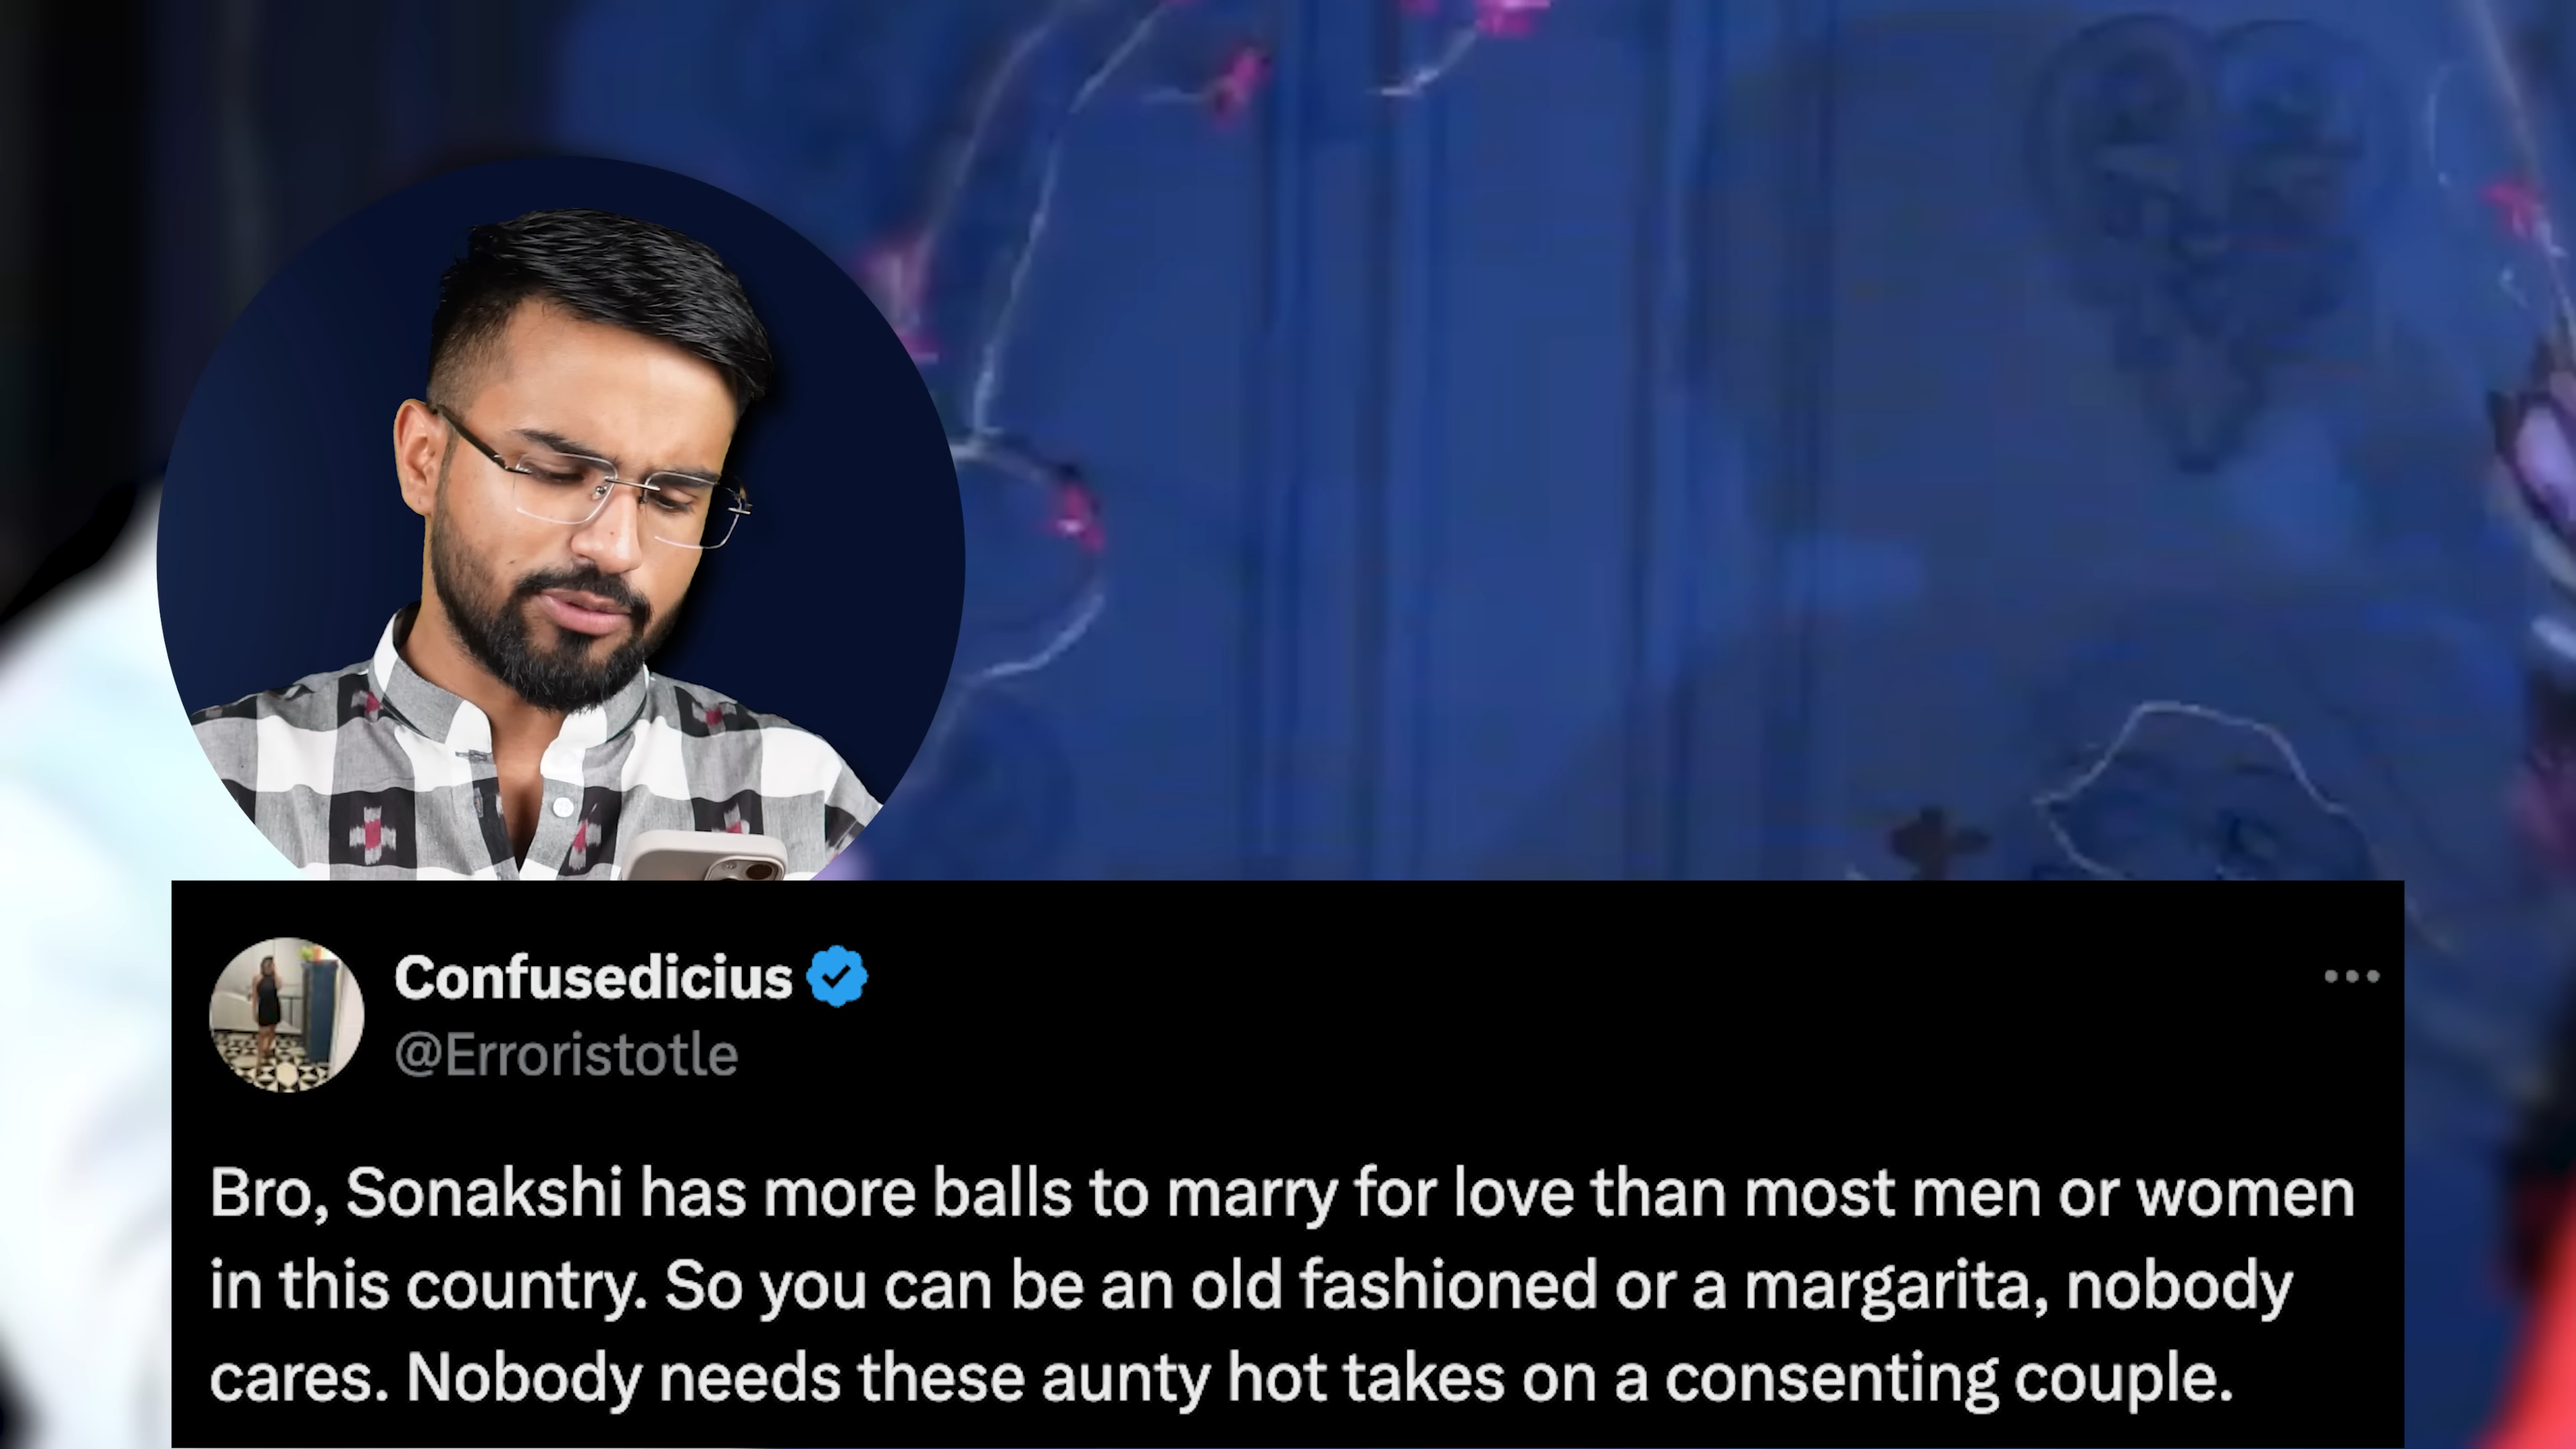 Confusedicius
@Erroristotle
Bro, Sonakshi has more balls to marry for love than most men or women
in this country. So you can be an old fashioned or a margarita, nobody
cares. Nobody needs these aunty hot takes on a consenting couple.